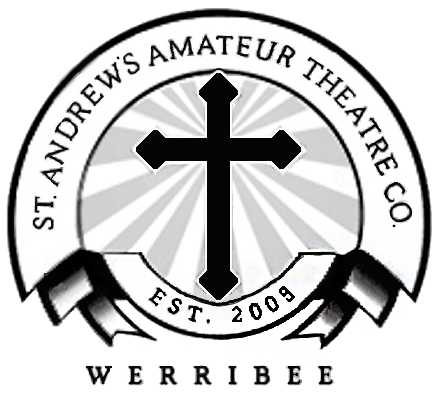 ST. ANDREW'S AMATEUR THEATRE CO.
EST. 2009
WERRIBEE